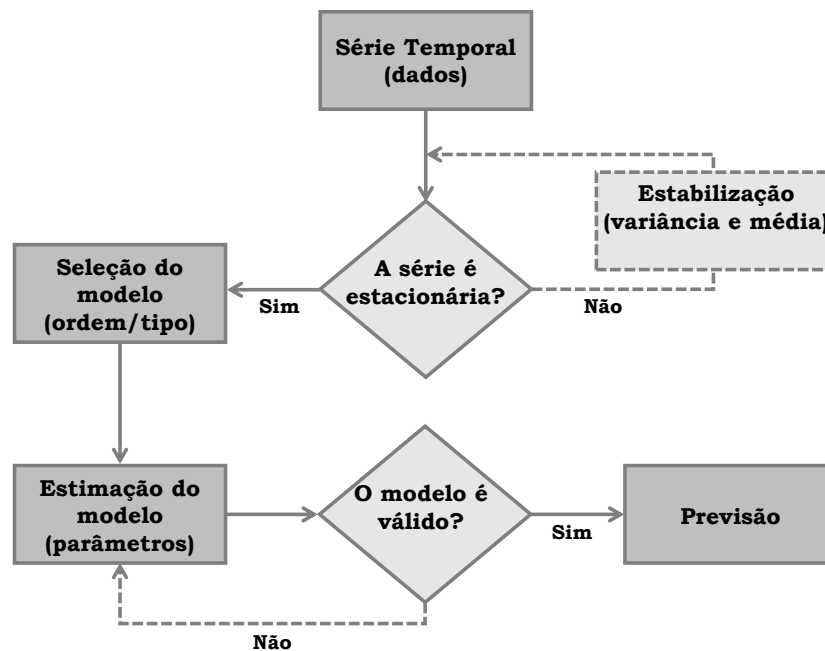 Série Temporal
(dados)
Estabilização
(variância e média)
A série é
estacionária?
Sim
Não
Seleção do
modelo
(ordem/tipo)
Estimação do
modelo
(parâmetros)
O modelo é
válido?
Sim
Não
Previsão